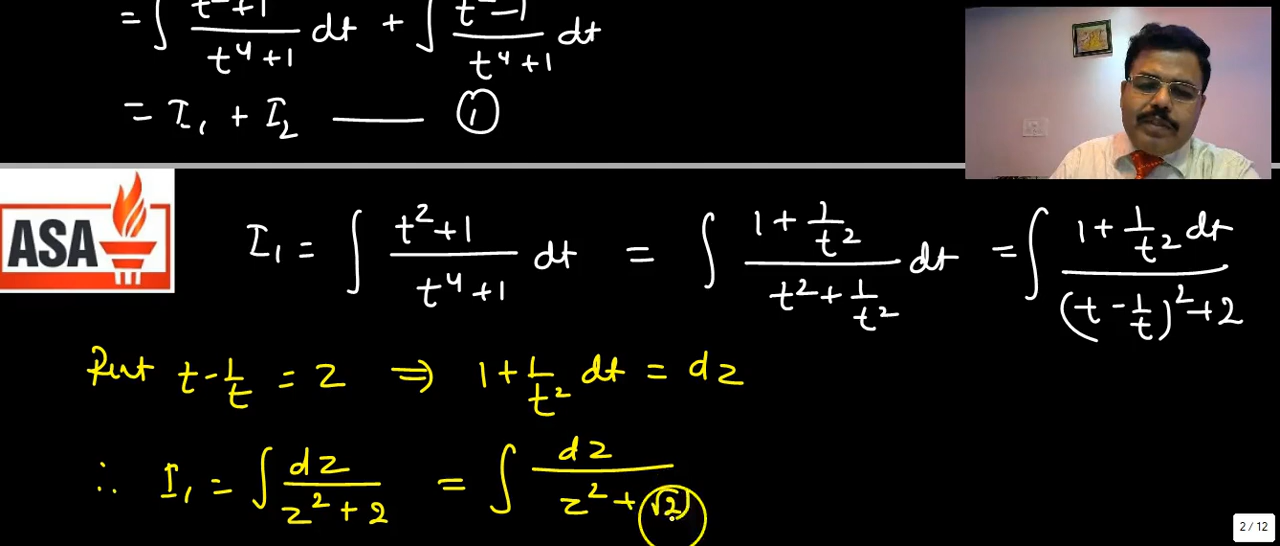 = ∫ t²+1 / t⁴+1 dt + ∫ t²-1 / t⁴+1 dt
= I₁ + I₂ —— ①
ASA
I₁ = ∫ t²+1 / t⁴+1 dt = ∫ 1+1/t² / t²+1/t² dt = ∫ 1+1/t² dt / (t-1/t)²+2
Put t-1/t = z ⇒ 1+1/t² dt = dz
∴ I₁ = ∫ dz / z²+2 = ∫ dz / z²+(√2)
2 / 12